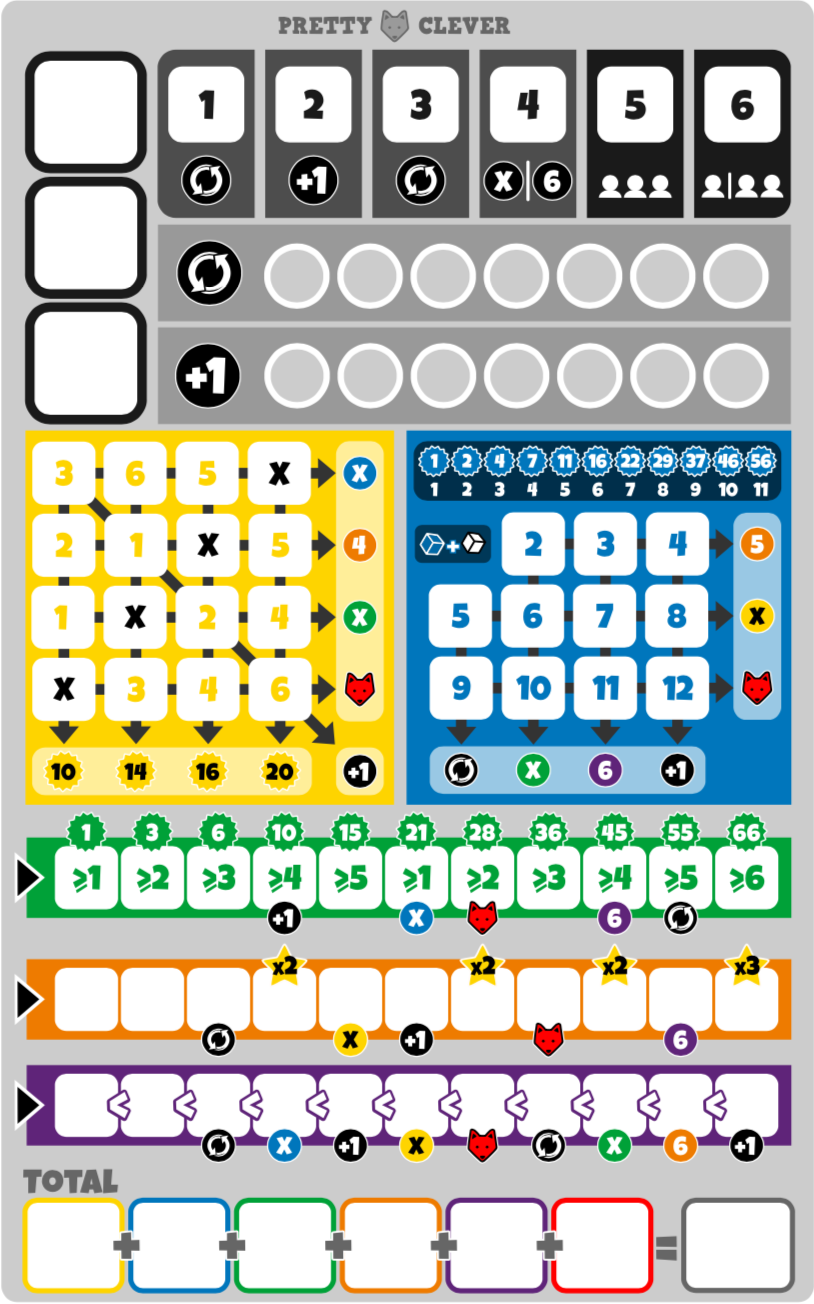 PRETTY CLEVER
1 2 3 4 5 6
+1 X|6
+1
3 6 5 X X
2 1 X 5 4
1 X 2 4 X
X 3 4 6
10 14 16 20 +1
1 2 4 7 11 16 22 29 37 46 56
1 2 3 4 5 6 7 8 9 10 11
+ 2 3 4 5
5 6 7 8 X
9 10 11 12
X 6 +1
1 3 6 10 15 21 28 36 45 55 66
⩾1 ⩾2 ⩾3 ⩾4 ⩾5 ⩾1 ⩾2 ⩾3 ⩾4 ⩾5 ⩾6
+1 X 6
x2 x2 x2 x3
X +1 6
< < < < < < < < < <
X +1 X X 6 +1
TOTAL
+ + + + + =